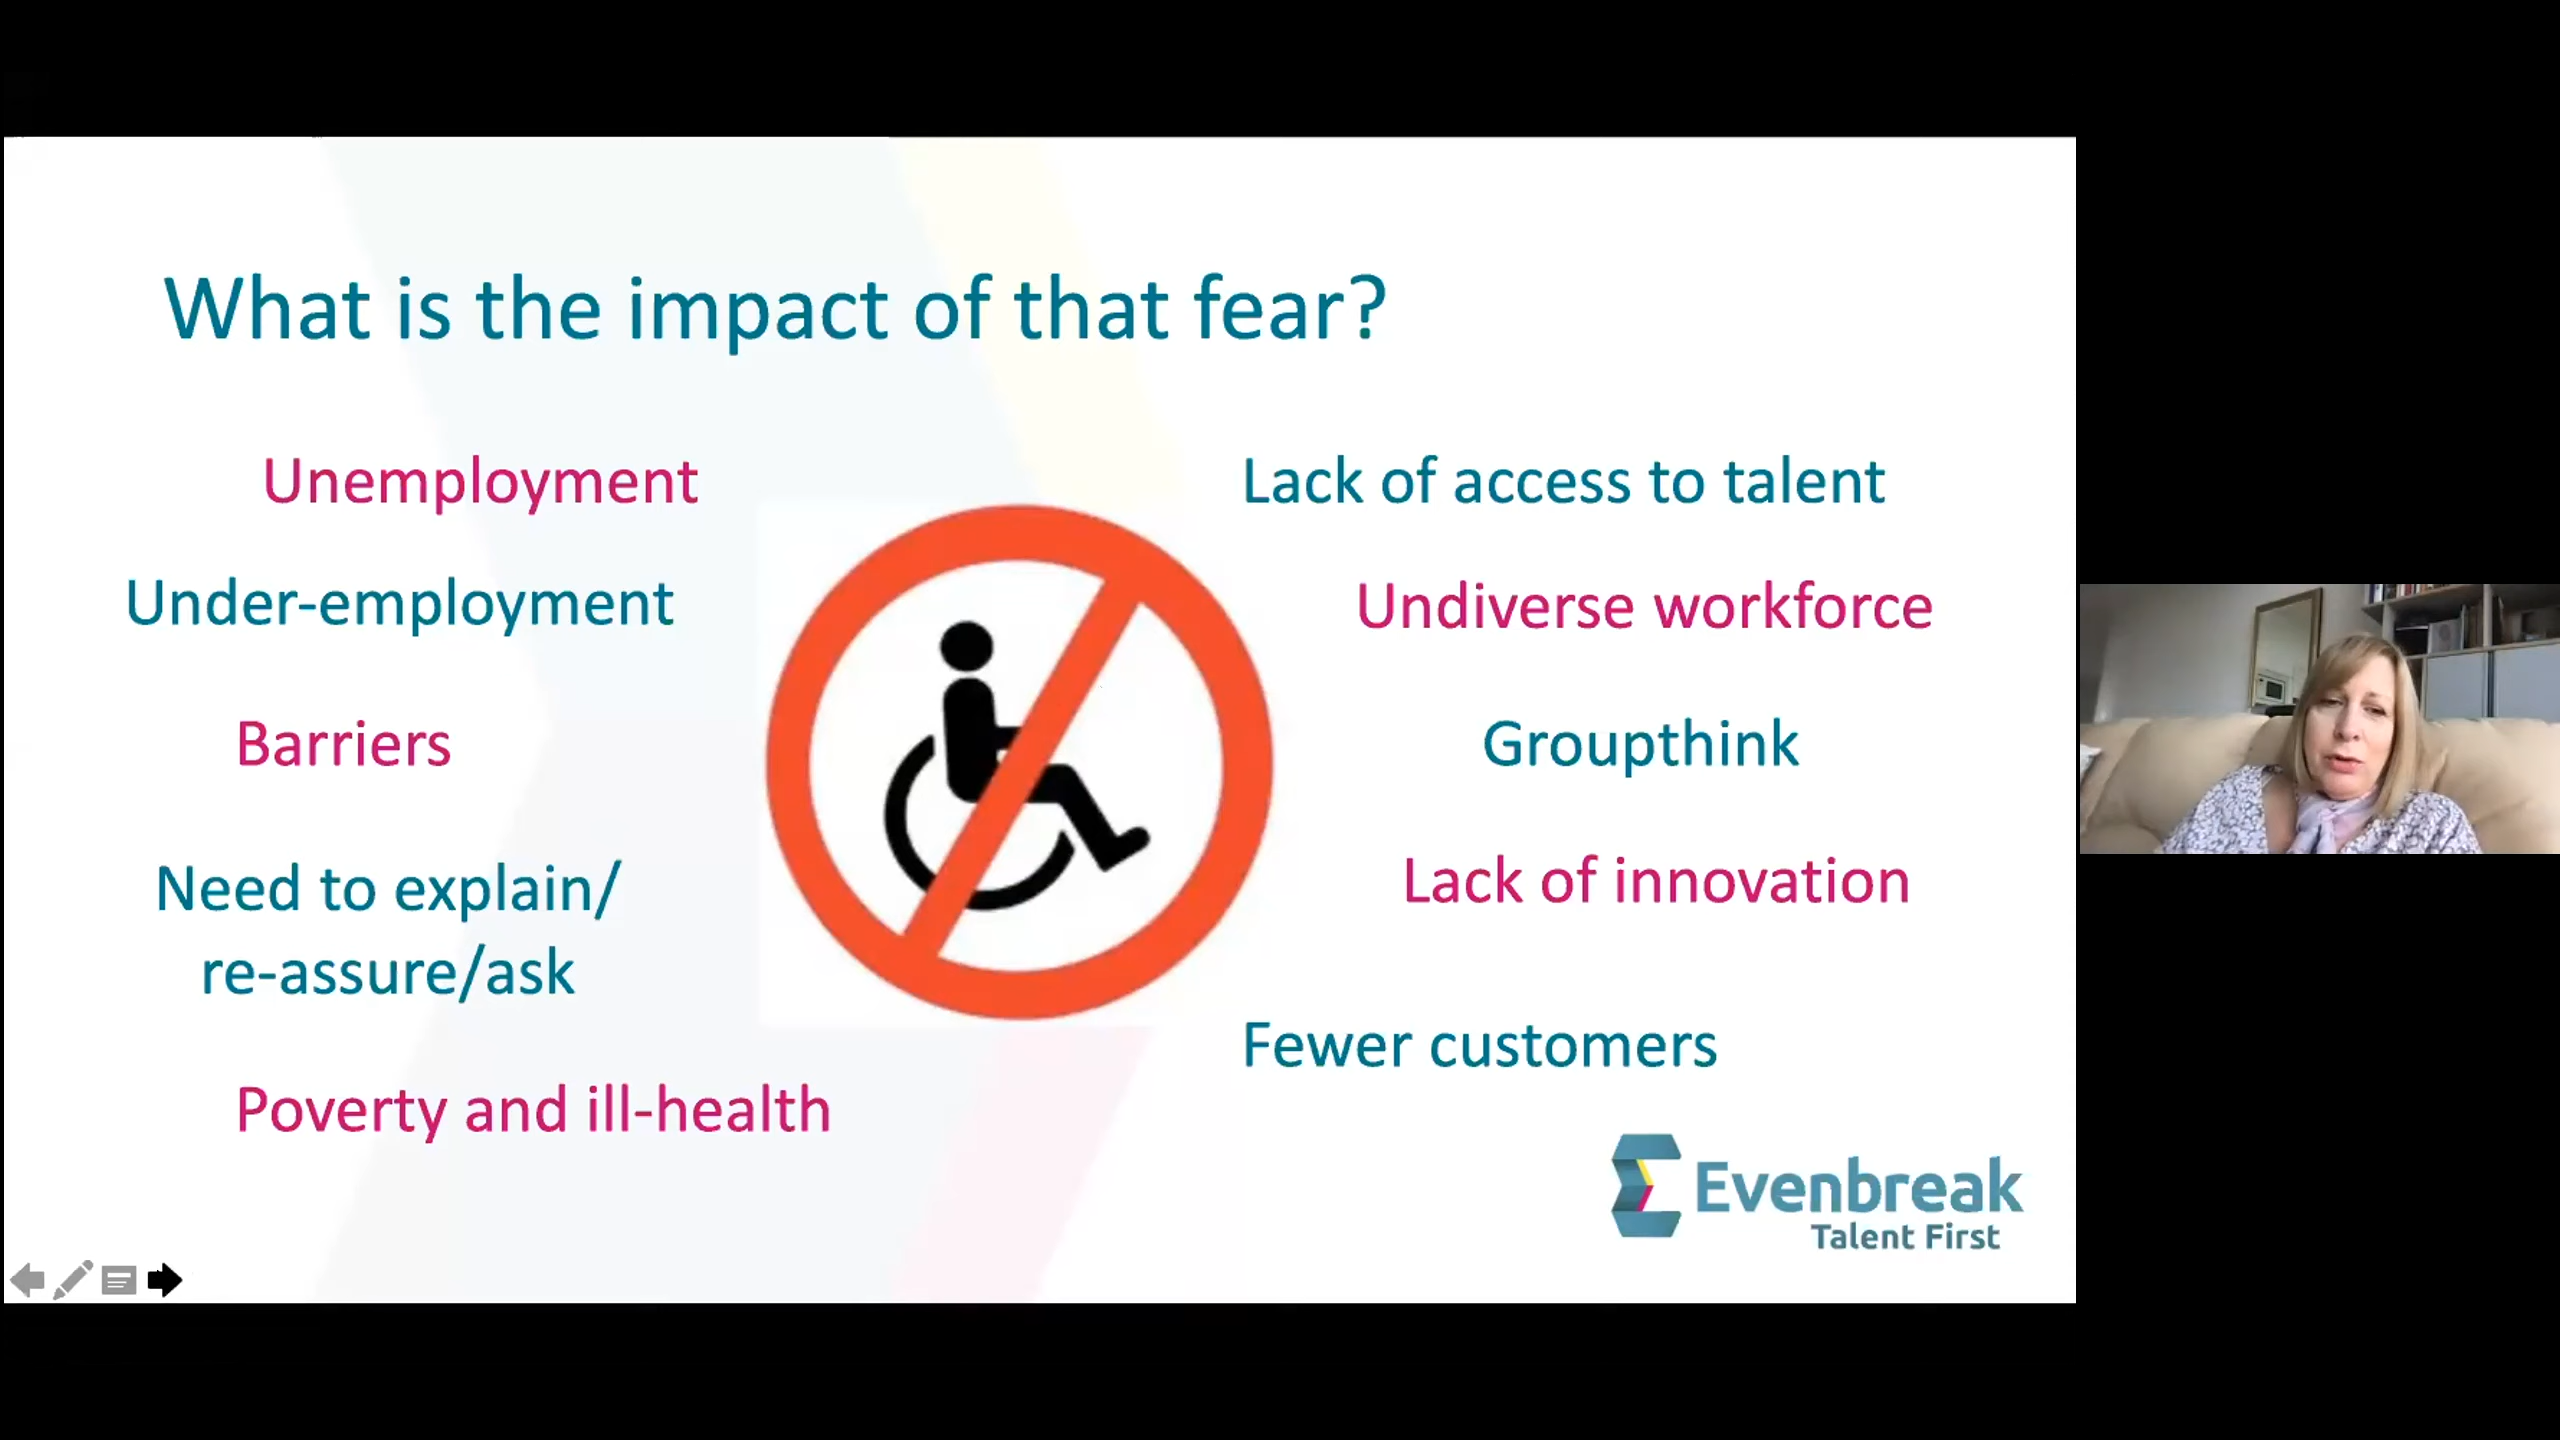 What is the impact of that fear?
Unemployment
Under-employment
Barriers
Need to explain/
re-assure/ask
Poverty and ill-health
Lack of access to talent
Undiverse workforce
Groupthink
Lack of innovation
Fewer customers
Evenbreak
Talent First